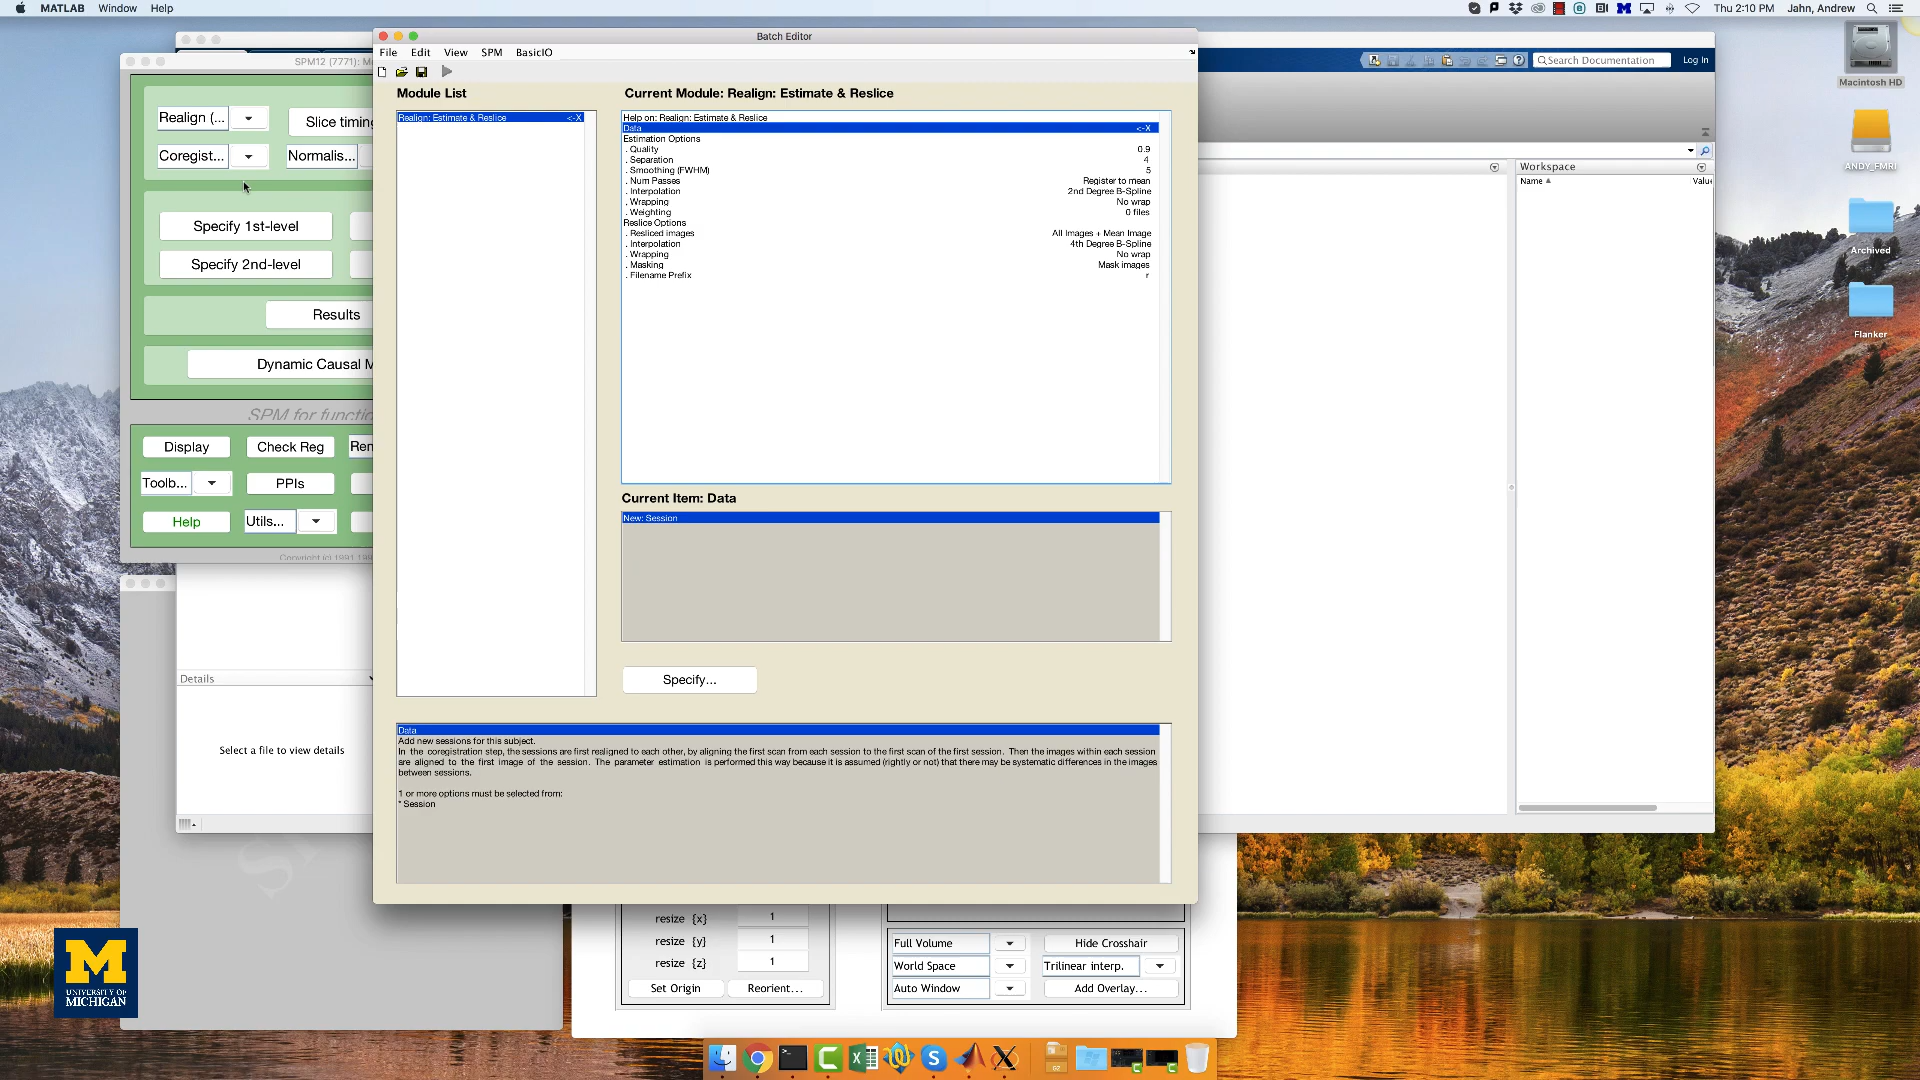 MATLAB Window Help
Thu 2:10 PM Jahn, Andrew
Batch Editor
SPM12 (7771): M
File Edit View SPM BasicIO
Search Documentation Log In
Macintosh HD
Module List
Current Module: Realign: Estimate & Reslice
Realign (... Slice timing
Coregist... Normalis...
Realign: Estimate & Reslice <-X
Help on: Realign: Estimate & Reslice
Data <-X
Estimation Options
. Quality 0.9
. Separation 4
. Smoothing (FWHM) 5
. Num Passes Register to mean
. Interpolation 2nd Degree B-Spline
. Wrapping No wrap
. Weighting 0 files
Reslice Options
. Resliced images All Images + Mean Image
. Interpolation 4th Degree B-Spline
. Wrapping No wrap
. Masking Mask images
. Filename Prefix r
Workspace
Name Value
ANDY_FMRI
Archived
Flanker
Specify 1st-level
Specify 2nd-level
Results
Dynamic Causal M
SPM for functio
Display Check Reg Ren
Toolb... PPIs
Help Utils...
Copyright (c) 1991,199
Current Item: Data
New: Session
Specify...
Details
Select a file to view details
Data
Add new sessions for this subject.
In the coregistration step, the sessions are first realigned to each other, by aligning the first scan from each session to the first scan of the first session. Then the images within each session
are aligned to the first image of the session. The parameter estimation is performed this way because it is assumed (rightly or not) that there may be systematic differences in the images
between sessions.
1 or more options must be selected from:
* Session
resize {x} 1
resize {y} 1
resize {z} 1
Set Origin Reorient...
Full Volume Hide Crosshair
World Space Trilinear interp.
Auto Window Add Overlay...
M
UNIVERSITY OF
MICHIGAN